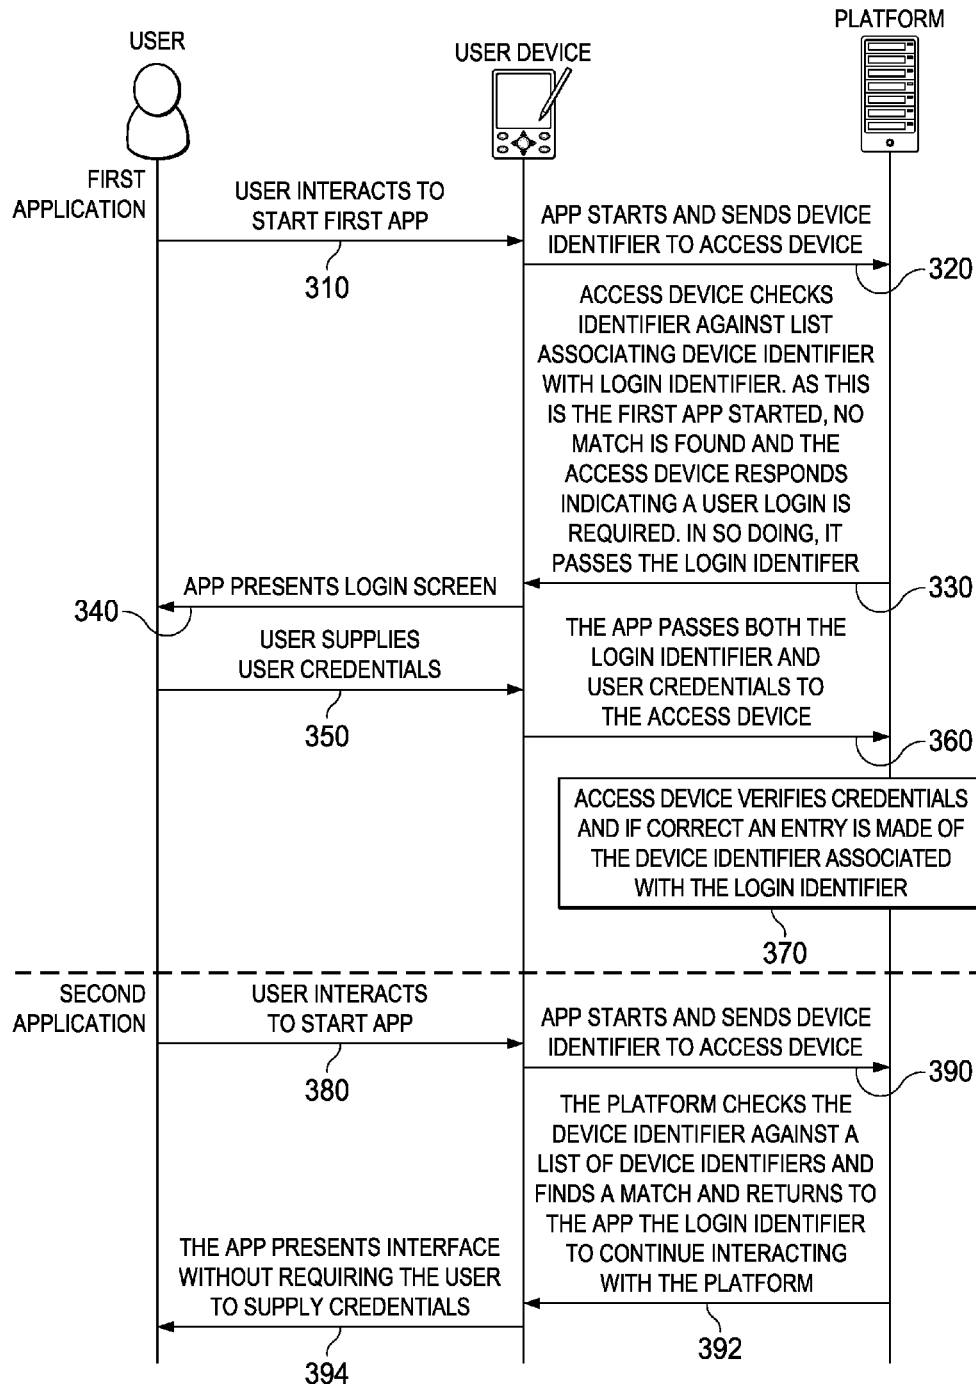 USER
USER DEVICE
PLATFORM
FIRST
APPLICATION
USER INTERACTS TO
START FIRST APP
310
APP STARTS AND SENDS DEVICE
IDENTIFIER TO ACCESS DEVICE
320
ACCESS DEVICE CHECKS
IDENTIFIER AGAINST LIST
ASSOCIATING DEVICE IDENTIFIER
WITH LOGIN IDENTIFIER. AS THIS
IS THE FIRST APP STARTED, NO
MATCH IS FOUND AND THE
ACCESS DEVICE RESPONDS
INDICATING A USER LOGIN IS
REQUIRED. IN SO DOING, IT
PASSES THE LOGIN IDENTIFER
330
APP PRESENTS LOGIN SCREEN
340
USER SUPPLIES
USER CREDENTIALS
350
THE APP PASSES BOTH THE
LOGIN IDENTIFIER AND
USER CREDENTIALS TO
THE ACCESS DEVICE
360
ACCESS DEVICE VERIFIES CREDENTIALS
AND IF CORRECT AN ENTRY IS MADE OF
THE DEVICE IDENTIFIER ASSOCIATED
WITH THE LOGIN IDENTIFIER
370
SECOND
APPLICATION
USER INTERACTS
TO START APP
380
APP STARTS AND SENDS DEVICE
IDENTIFIER TO ACCESS DEVICE
390
THE PLATFORM CHECKS THE
DEVICE IDENTIFIER AGAINST A
LIST OF DEVICE IDENTIFIERS AND
FINDS A MATCH AND RETURNS TO
THE APP THE LOGIN IDENTIFIER
TO CONTINUE INTERACTING
WITH THE PLATFORM
392
THE APP PRESENTS INTERFACE
WITHOUT REQUIRING THE USER
TO SUPPLY CREDENTIALS
394